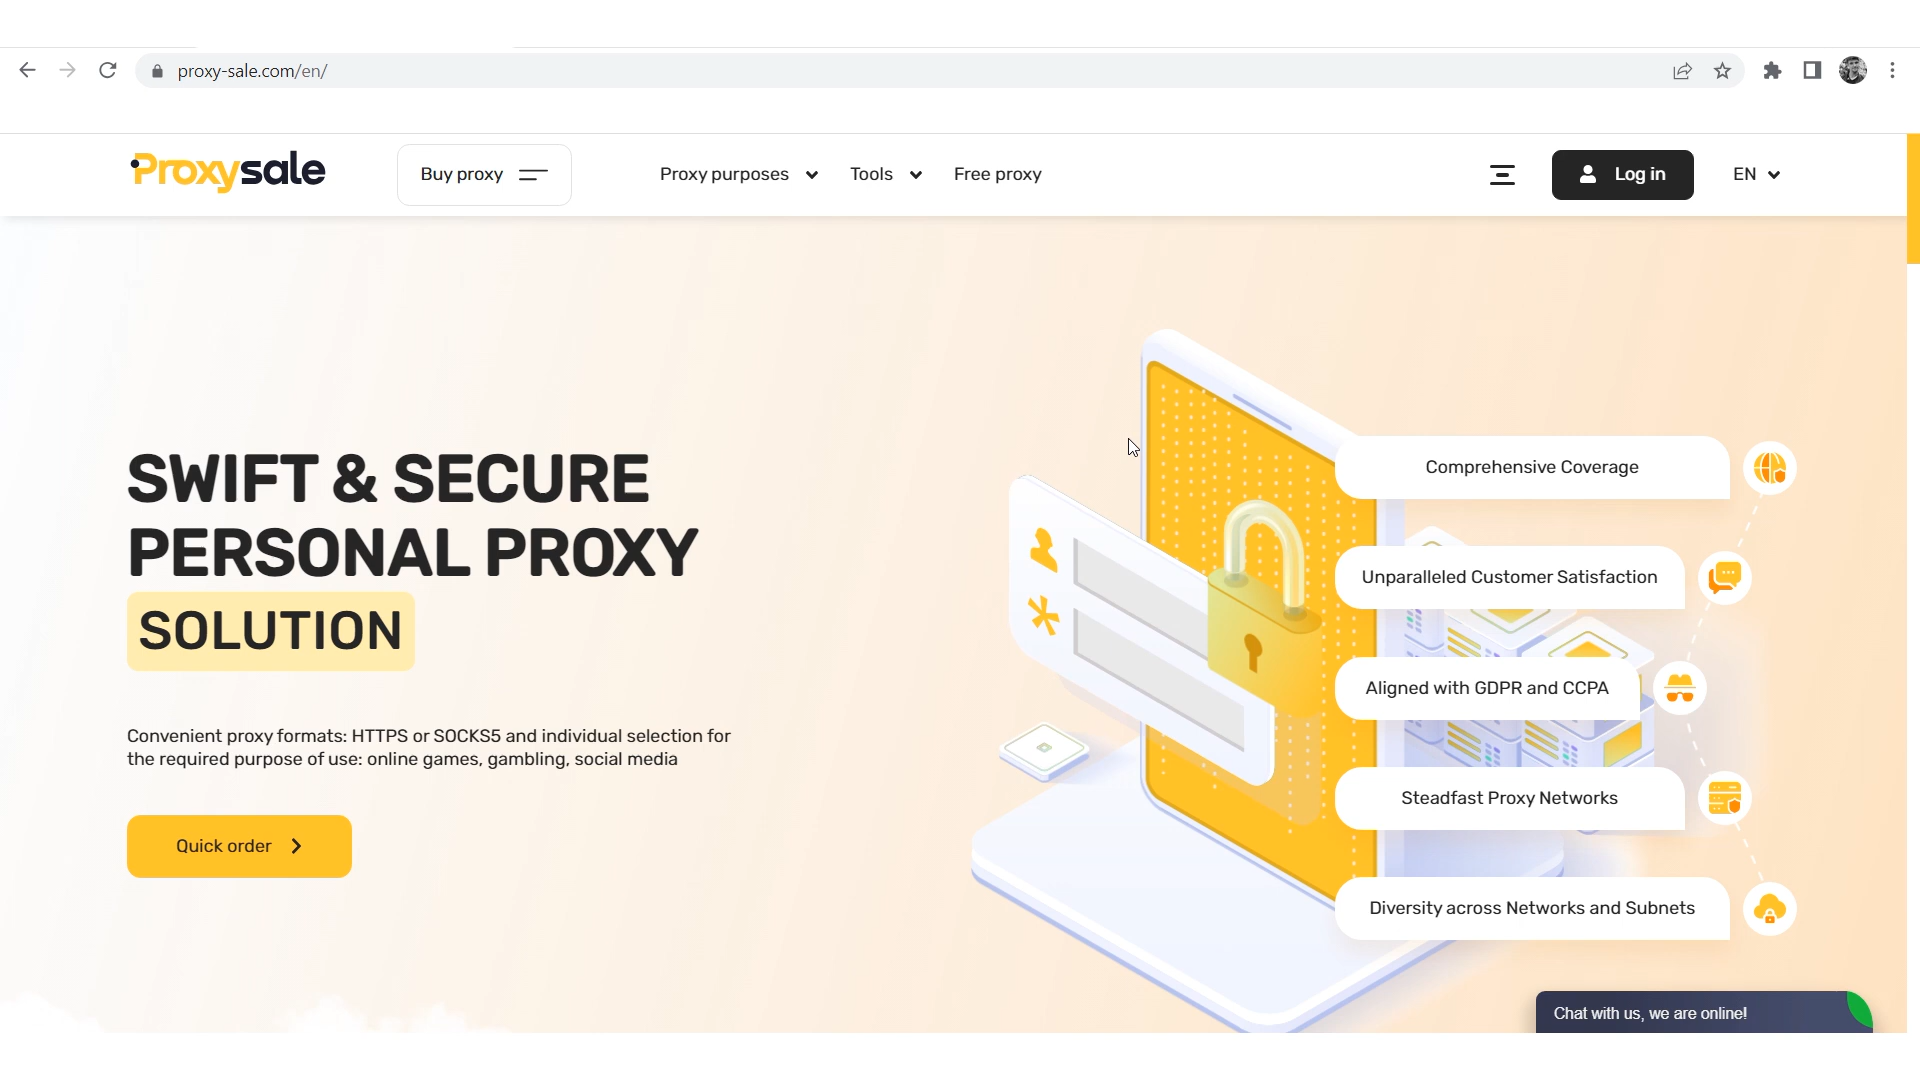 proxy-sale.com/en/
Proxysale
Buy proxy
Proxy purposes
Tools
Free proxy
Log in
EN
SWIFT & SECURE
PERSONAL PROXY
SOLUTION
Convenient proxy formats: HTTPS or SOCKS5 and individual selection for
the required purpose of use: online games, gambling, social media
Quick order
Comprehensive Coverage
Unparalleled Customer Satisfaction
Aligned with GDPR and CCPA
Steadfast Proxy Networks
Diversity across Networks and Subnets
Chat with us, we are online!